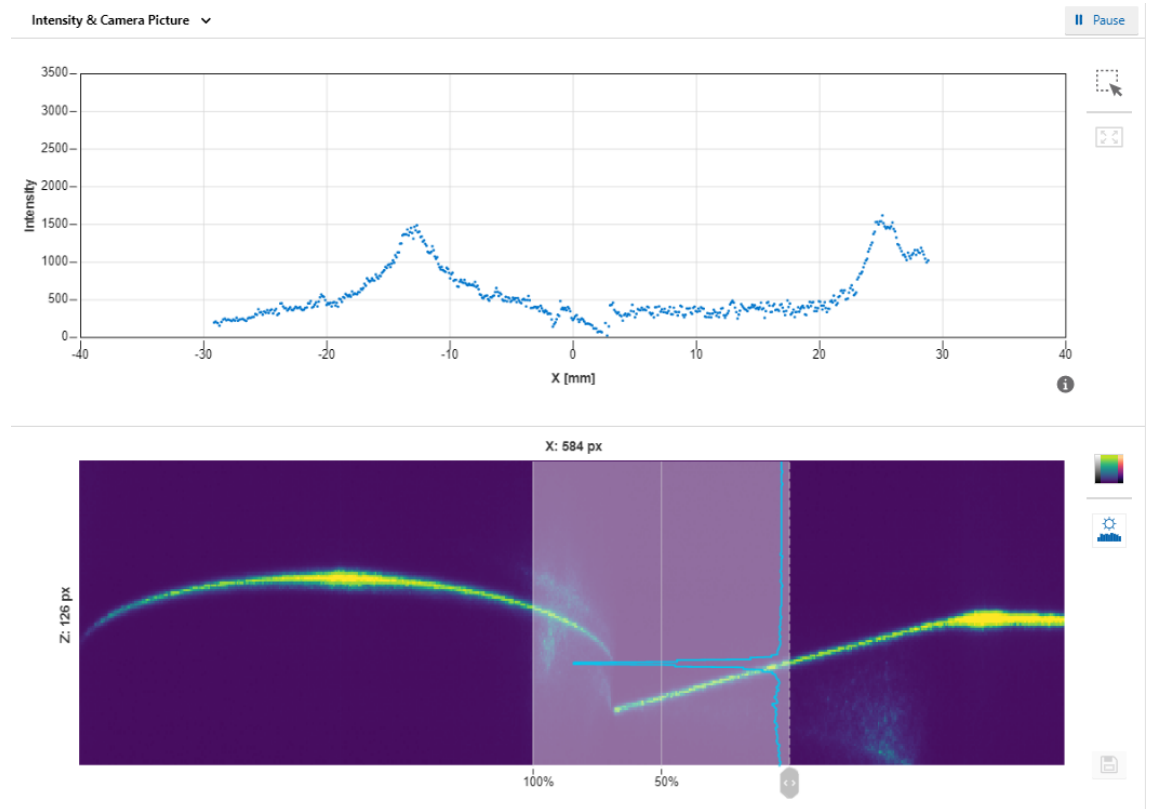 Intensity & Camera Picture
Pause
3500
3000
2500
2000
1500
1000
500
0
Intensity
-40 -30 -20 -10 0 10 20 30 40
X [mm]
X: 584 px
Z: 126 px
100% 50%